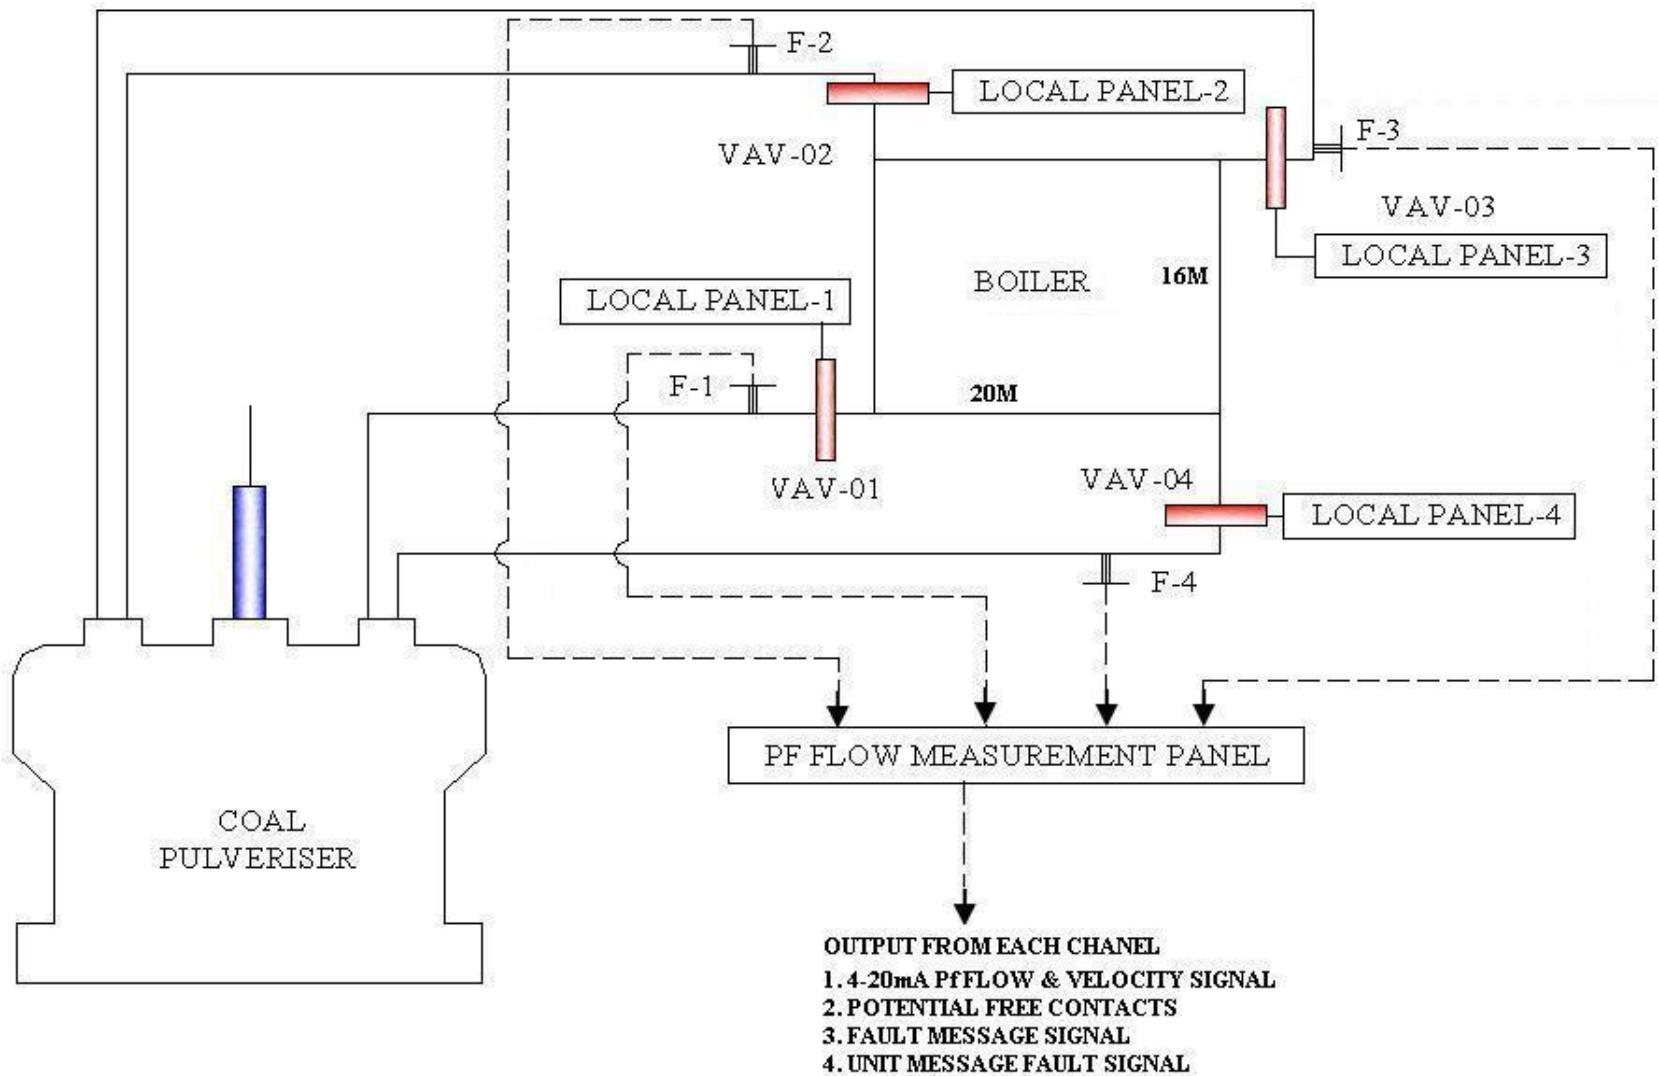 F-2
LOCAL PANEL-2
F-3
VAV-02
VAV-03
LOCAL PANEL-3
BOILER
16M
LOCAL PANEL-1
F-1
20M
VAV-01
VAV-04
LOCAL PANEL-4
F-4
PF FLOW MEASUREMENT PANEL
COAL
PULVERISER
OUTPUT FROM EACH CHANEL
1. 4-20mA Pf FLOW & VELOCITY SIGNAL
2. POTENTIAL FREE CONTACTS
3. FAULT MESSAGE SIGNAL
4. UNIT MESSAGE FAULT SIGNAL